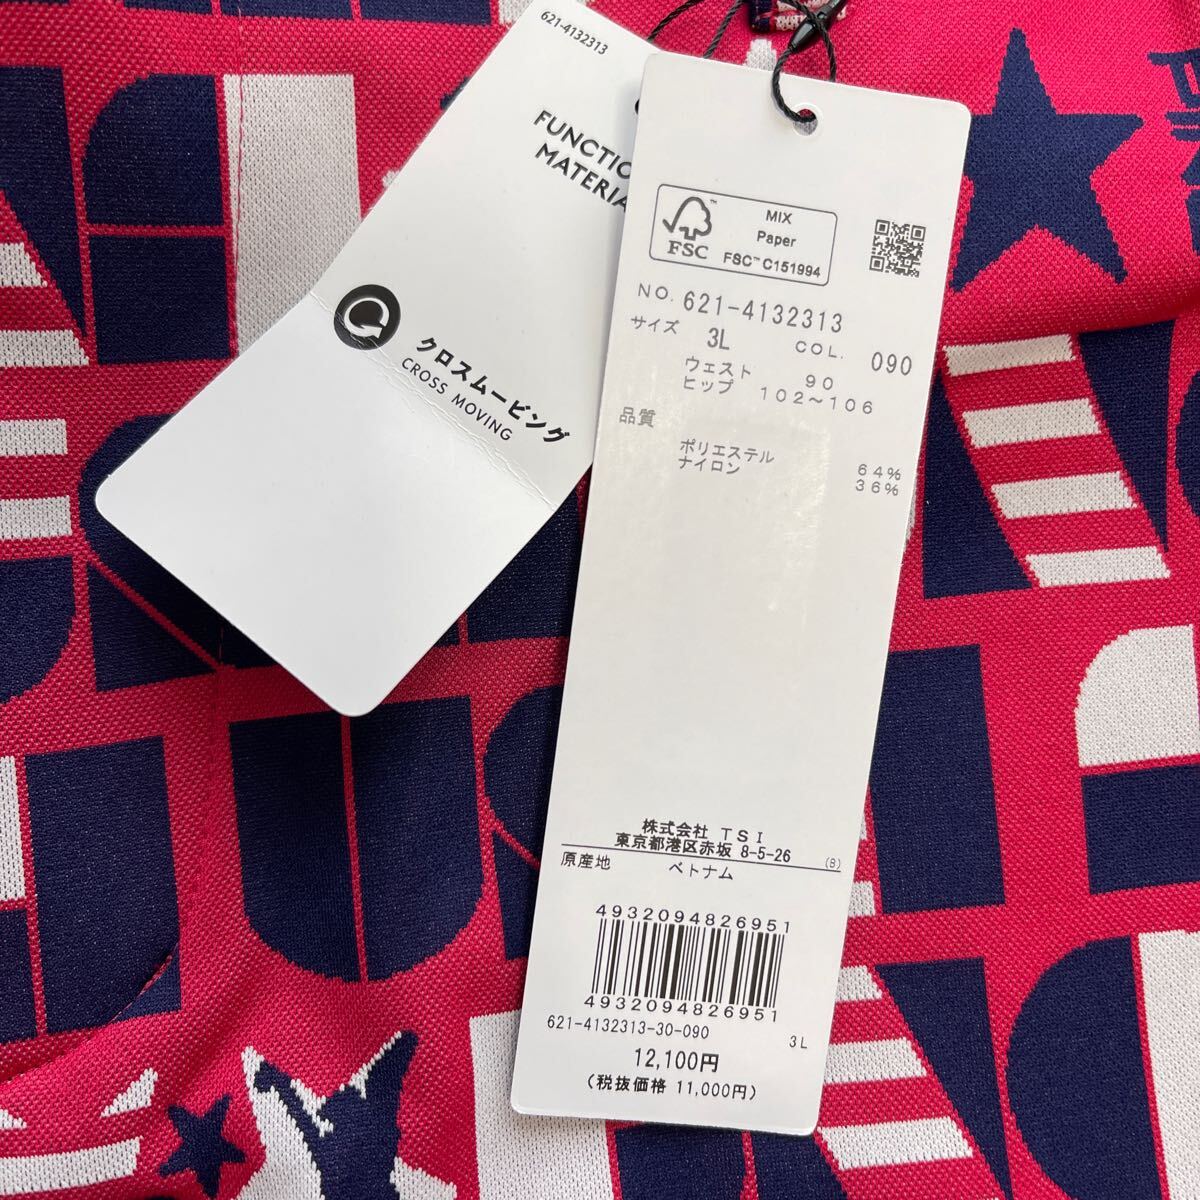 621-4132313
FUNCTIO
MATERIA
クロスムービング
CROSS MOVING
FSC™
MIX
Paper
FSC™ C151994
NO. 621-4132313
サイズ 3L COL. 090
ウェスト 90
ヒップ 102～106
品質
ポリエステル 64%
ナイロン 36%
株式会社 TSI
東京都港区赤坂 8-5-26 (8)
原産地 ベトナム
4932094826951
4932094826951
621-4132313-30-090 3L
12,100円
(税抜価格 11,000円)